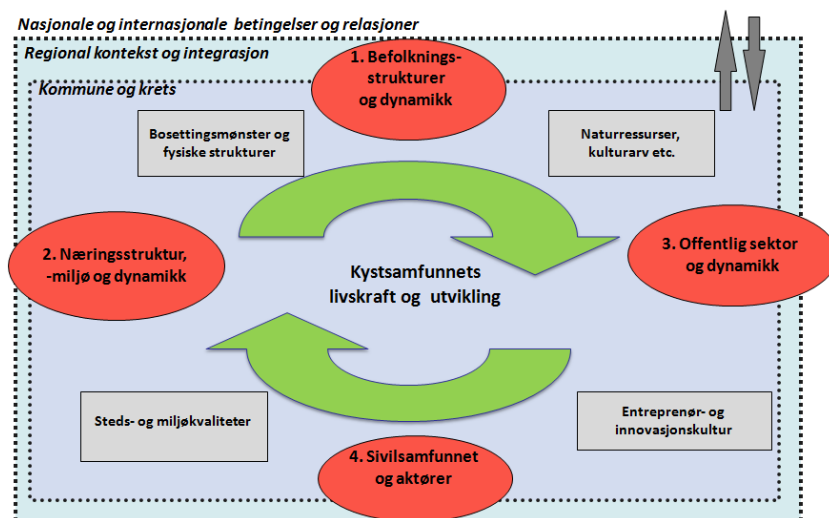 Nasjonale og internasjonale betingelser og relasjoner
Regional kontekst og integrasjon
Kommune og krets
1. Befolknings-
strukturer
og dynamikk
Bosettingsmønster og
fysiske strukturer
Naturressurser,
kulturarv etc.
2. Næringsstruktur,
-miljø og dynamikk
Kystsamfunnets
livskraft og utvikling
3. Offentlig sektor
og dynamikk
Steds- og miljøkvaliteter
Entreprenør- og
innovasjonskultur
4. Sivilsamfunnet
og aktører